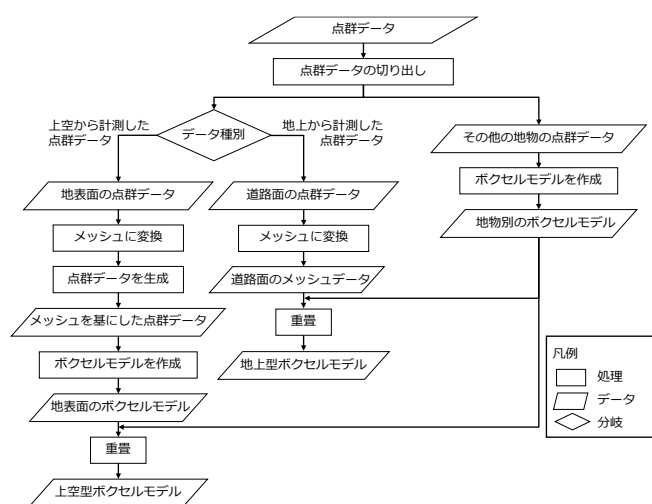 点群データ
点群データの切り出し
上空から計測した
点群データ
データ種別
地上から計測した
点群データ
その他の地物の点群データ
地表面の点群データ
道路面の点群データ
ボクセルモデルを作成
地物別のボクセルモデル
メッシュに変換
メッシュに変換
点群データを生成
道路面のメッシュデータ
メッシュを基にした点群データ
重畳
ボクセルモデルを作成
地上型ボクセルモデル
地表面のボクセルモデル
重畳
上空型ボクセルモデル
凡例
処理
データ
分岐